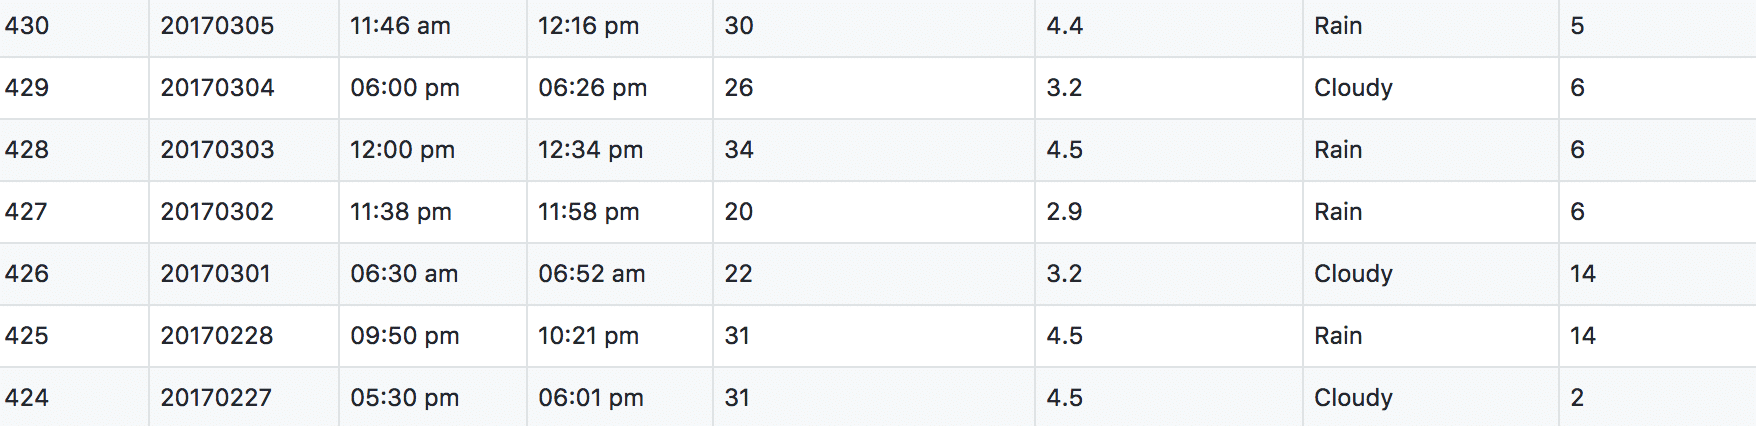 430 20170305 11:46 am 12:16 pm 30 4.4 Rain 5
429 20170304 06:00 pm 06:26 pm 26 3.2 Cloudy 6
428 20170303 12:00 pm 12:34 pm 34 4.5 Rain 6
427 20170302 11:38 pm 11:58 pm 20 2.9 Rain 6
426 20170301 06:30 am 06:52 am 22 3.2 Cloudy 14
425 20170228 09:50 pm 10:21 pm 31 4.5 Rain 14
424 20170227 05:30 pm 06:01 pm 31 4.5 Cloudy 2